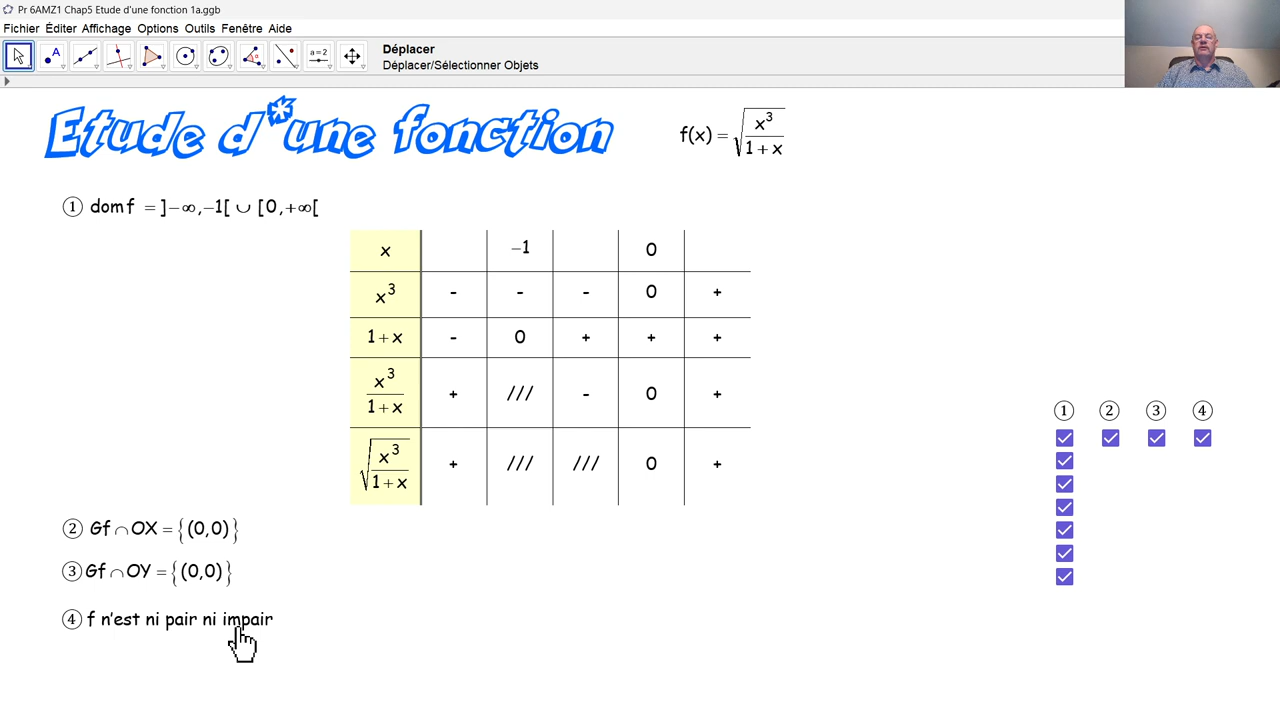 Pr 6AMZ1 Chap5 Etude d'une fonction 1a.ggb
Fichier Éditer Affichage Options Outils Fenêtre Aide
A a=2 Déplacer
Déplacer/Sélectionner Objets
Etude d'une fonction f(x) = √(x³/(1+x))
① dom f = ]−∞,−1[ ∪ [0,+∞[
x −1 0
x³ - - - 0 +
1+x - 0 + + +
x³/(1+x) + /// - 0 +
√(x³/(1+x)) + /// /// 0 +
① ② ③ ④
② Gf ∩ OX = {(0,0)}
③ Gf ∩ OY = {(0,0)}
④ f n'est ni pair ni impair